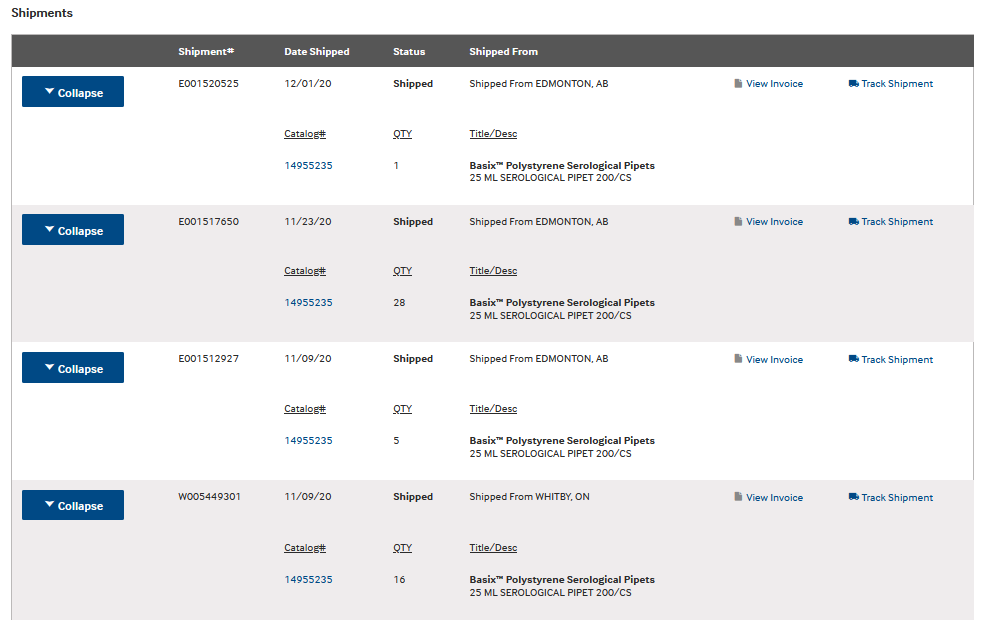 Shipments
Shipment# Date Shipped Status Shipped From
Collapse E001520525 12/01/20 Shipped Shipped From EDMONTON, AB View Invoice Track Shipment
Catalog# QTY Title/Desc
14955235 1 Basix™ Polystyrene Serological Pipets
25 ML SEROLOGICAL PIPET 200/CS
Collapse E001517650 11/23/20 Shipped Shipped From EDMONTON, AB View Invoice Track Shipment
Catalog# QTY Title/Desc
14955235 28 Basix™ Polystyrene Serological Pipets
25 ML SEROLOGICAL PIPET 200/CS
Collapse E001512927 11/09/20 Shipped Shipped From EDMONTON, AB View Invoice Track Shipment
Catalog# QTY Title/Desc
14955235 5 Basix™ Polystyrene Serological Pipets
25 ML SEROLOGICAL PIPET 200/CS
Collapse W005449301 11/09/20 Shipped Shipped From WHITBY, ON View Invoice Track Shipment
Catalog# QTY Title/Desc
14955235 16 Basix™ Polystyrene Serological Pipets
25 ML SEROLOGICAL PIPET 200/CS